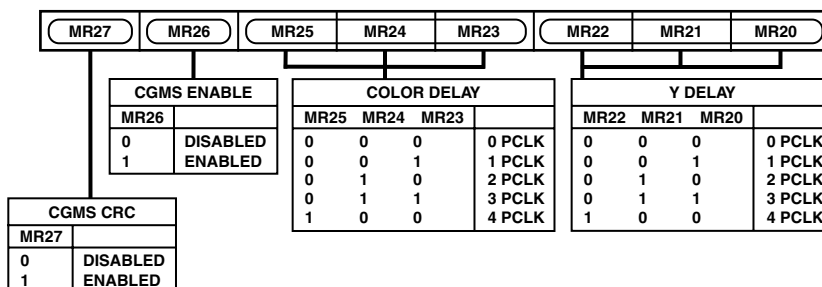 MR27 MR26 MR25 MR24 MR23 MR22 MR21 MR20
CGMS ENABLE
MR26
0 DISABLED
1 ENABLED
COLOR DELAY
MR25 MR24 MR23
0 0 0 0 PCLK
0 0 1 1 PCLK
0 1 0 2 PCLK
0 1 1 3 PCLK
1 0 0 4 PCLK
Y DELAY
MR22 MR21 MR20
0 0 0 0 PCLK
0 0 1 1 PCLK
0 1 0 2 PCLK
0 1 1 3 PCLK
1 0 0 4 PCLK
CGMS CRC
MR27
0 DISABLED
1 ENABLED